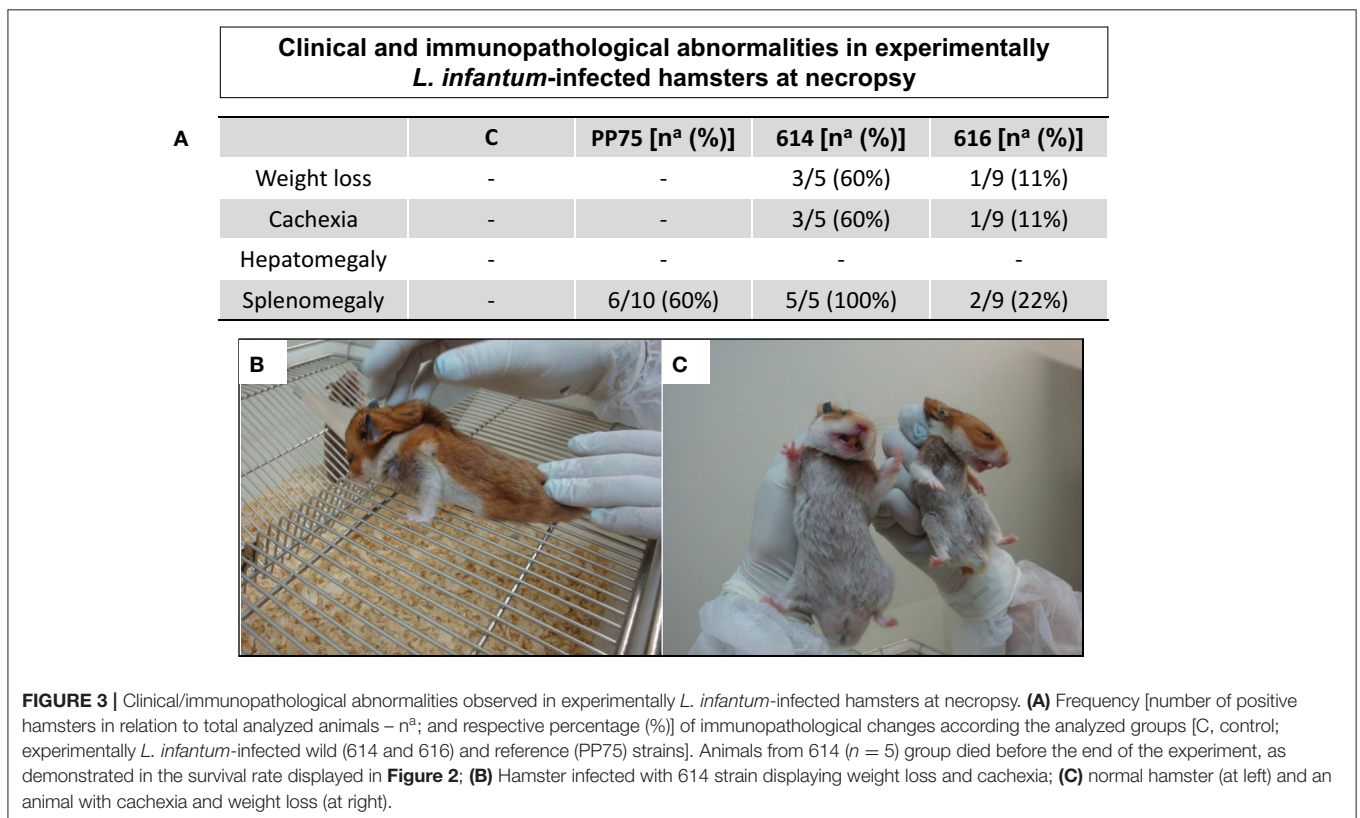 Clinical and immunopathological abnormalities in experimentally
L. infantum-infected hamsters at necropsy
A
C PP75 [nᵃ (%)] 614 [nᵃ (%)] 616 [nᵃ (%)]
Weight loss - - 3/5 (60%) 1/9 (11%)
Cachexia - - 3/5 (60%) 1/9 (11%)
Hepatomegaly - - - -
Splenomegaly - 6/10 (60%) 5/5 (100%) 2/9 (22%)
B
C
FIGURE 3 | Clinical/immunopathological abnormalities observed in experimentally L. infantum-infected hamsters at necropsy. (A) Frequency [number of positive
hamsters in relation to total analyzed animals – nᵃ; and respective percentage (%)] of immunopathological changes according the analyzed groups [C, control;
experimentally L. infantum-infected wild (614 and 616) and reference (PP75) strains]. Animals from 614 (n = 5) group died before the end of the experiment, as
demonstrated in the survival rate displayed in Figure 2; (B) Hamster infected with 614 strain displaying weight loss and cachexia; (C) normal hamster (at left) and an
animal with cachexia and weight loss (at right).